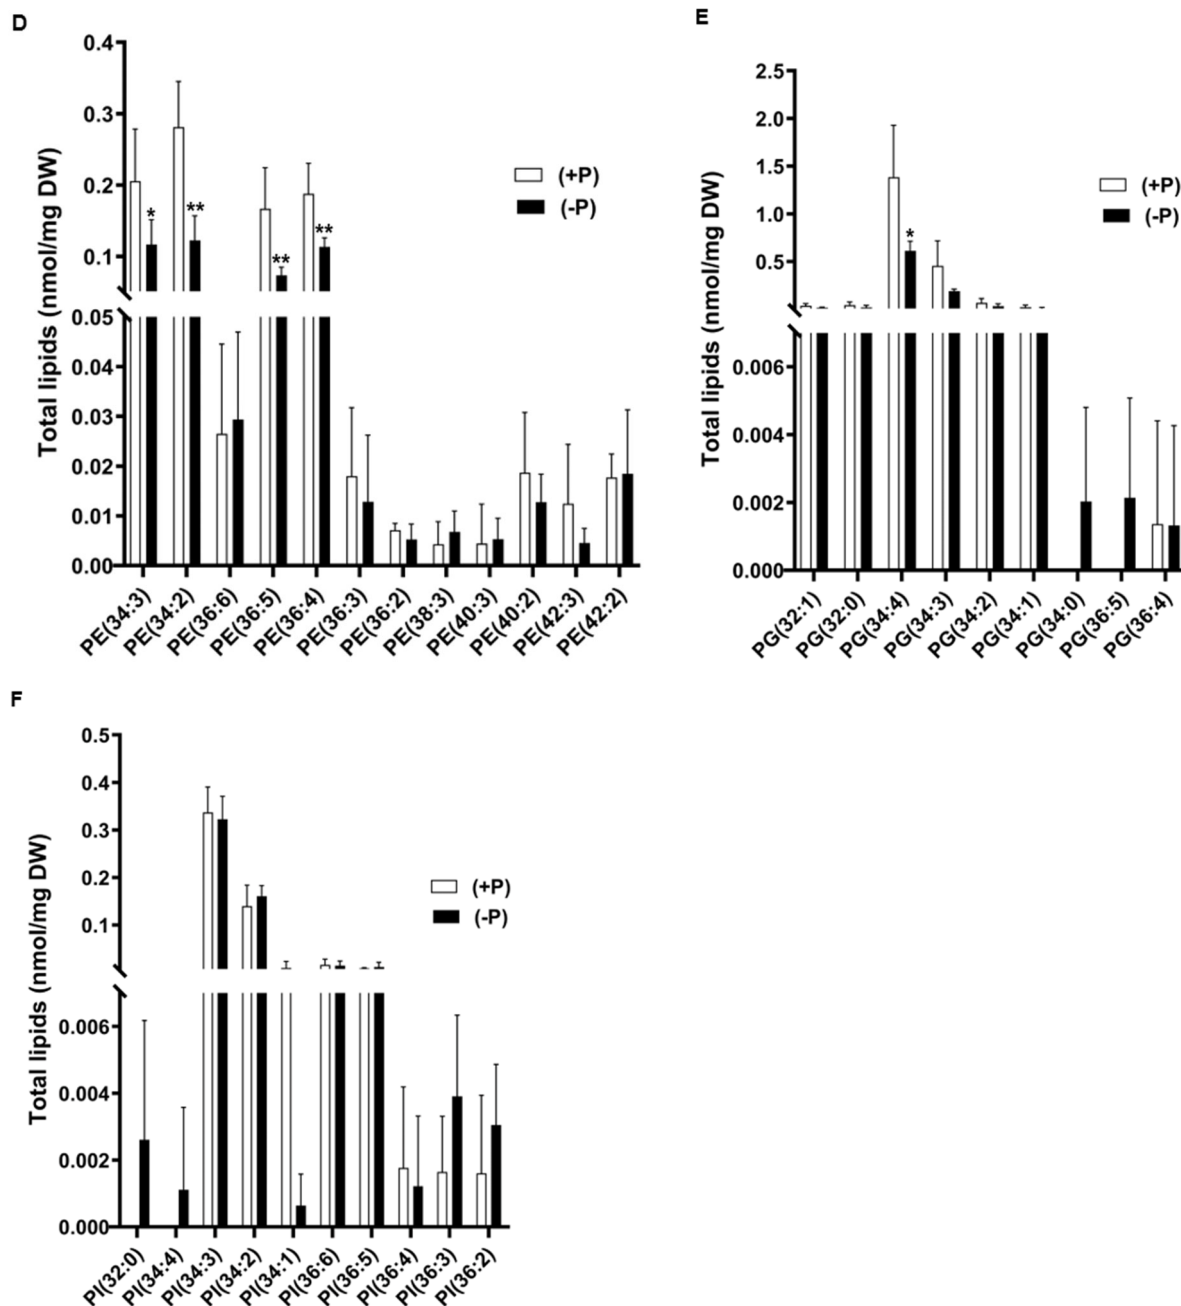 D
Total lipids (nmol/mg DW)
0.4
0.3
0.2
0.1
0.05
0.04
0.03
0.02
0.01
0.00
* ** ** **
(+P)
(-P)
PE(34:3) PE(34:2) PE(36:6) PE(36:5) PE(36:4) PE(36:3) PE(36:2) PE(38:3) PE(40:3) PE(40:2) PE(42:3) PE(42:2)
E
Total lipids (nmol/mg DW)
2.5
2.0
1.5
1.0
0.5
0.006
0.004
0.002
0.000
*
(+P)
(-P)
PG(32:1) PG(32:0) PG(34:4) PG(34:3) PG(34:2) PG(34:1) PG(34:0) PG(36:5) PG(36:4)
F
Total lipids (nmol/mg DW)
0.5
0.4
0.3
0.2
0.1
0.006
0.004
0.002
0.000
(+P)
(-P)
PI(32:0) PI(34:4) PI(34:3) PI(34:2) PI(34:1) PI(36:6) PI(36:5) PI(36:4) PI(36:3) PI(36:2)